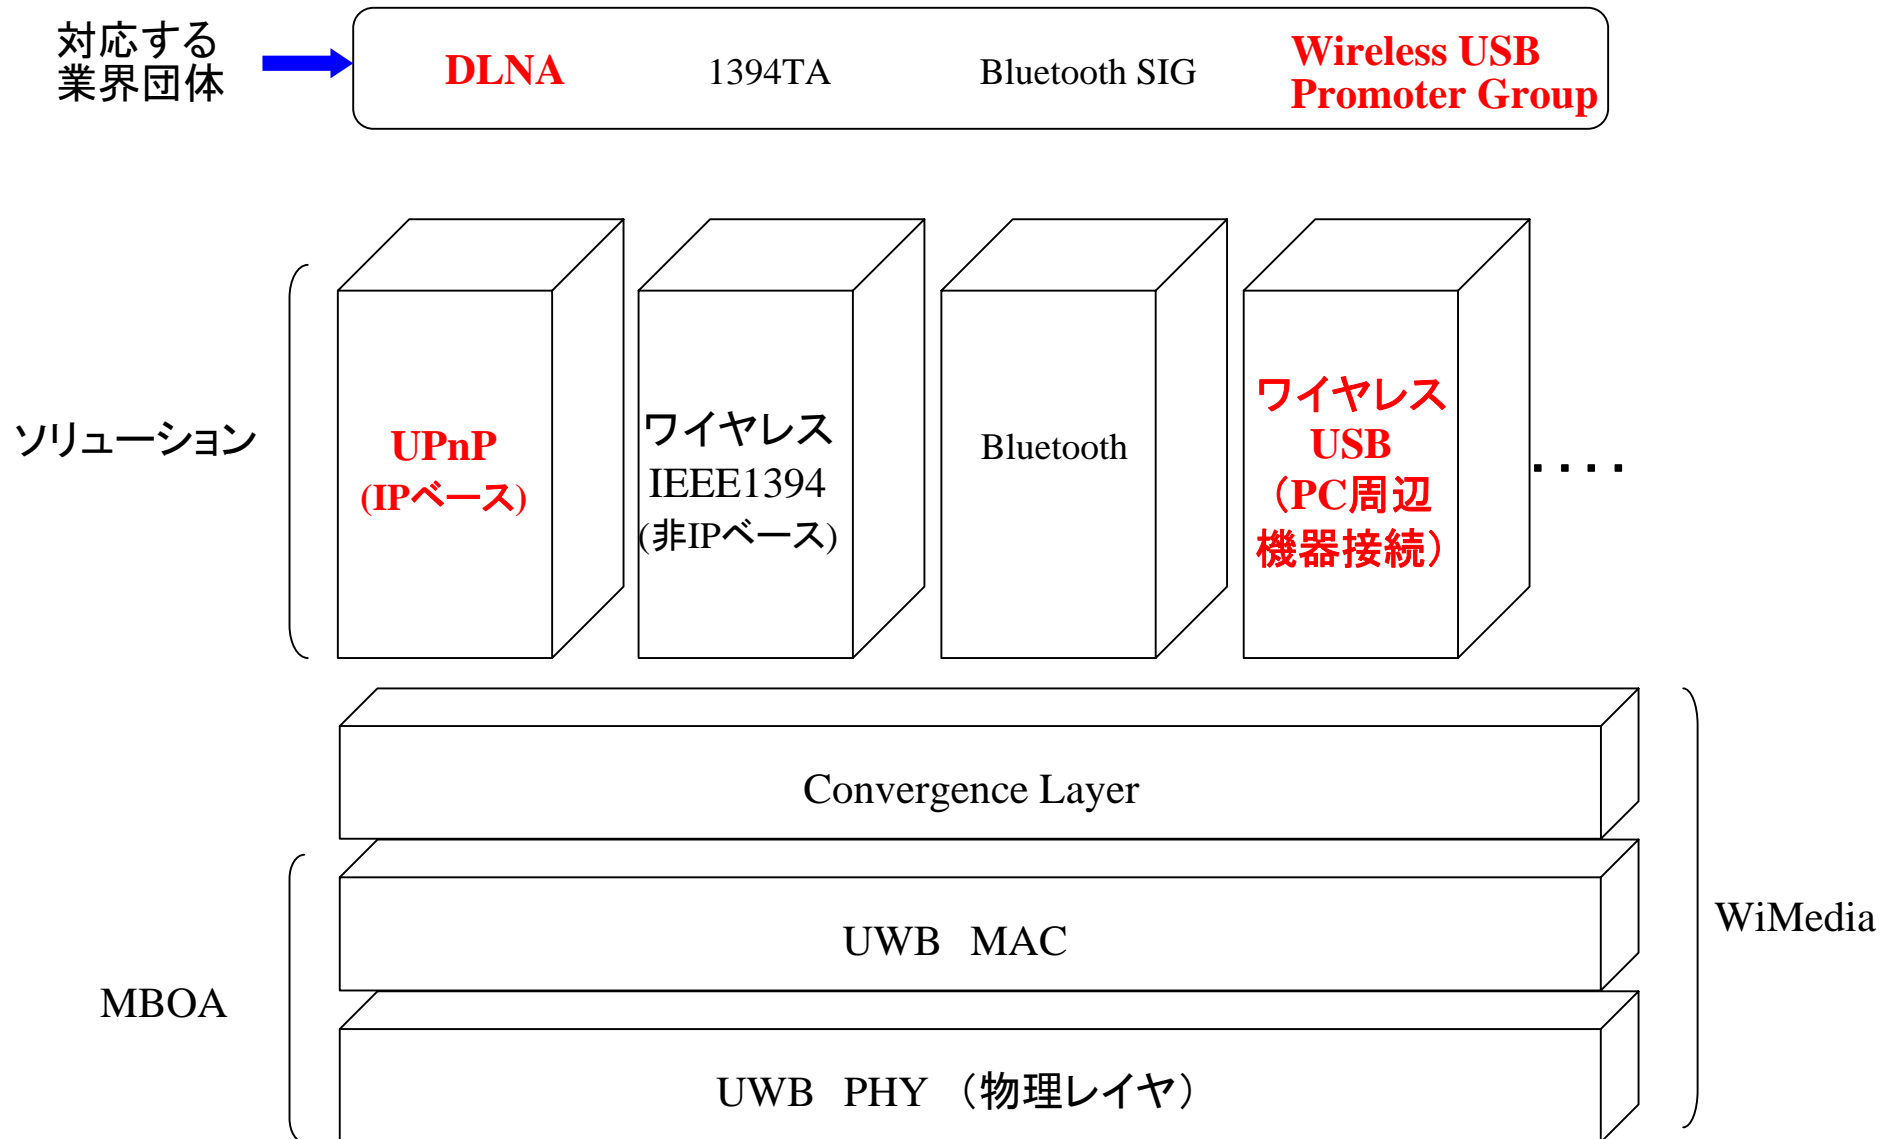 対応する
業界団体
DLNA
1394TA
Bluetooth SIG
Wireless USB
Promoter Group
ソリューション
UPnP
(IPベース)
ワイヤレス
IEEE1394
(非IPベース)
Bluetooth
ワイヤレス
USB
（PC周辺
機器接続）
････
Convergence Layer
UWB MAC
UWB PHY （物理レイヤ）
MBOA
WiMedia